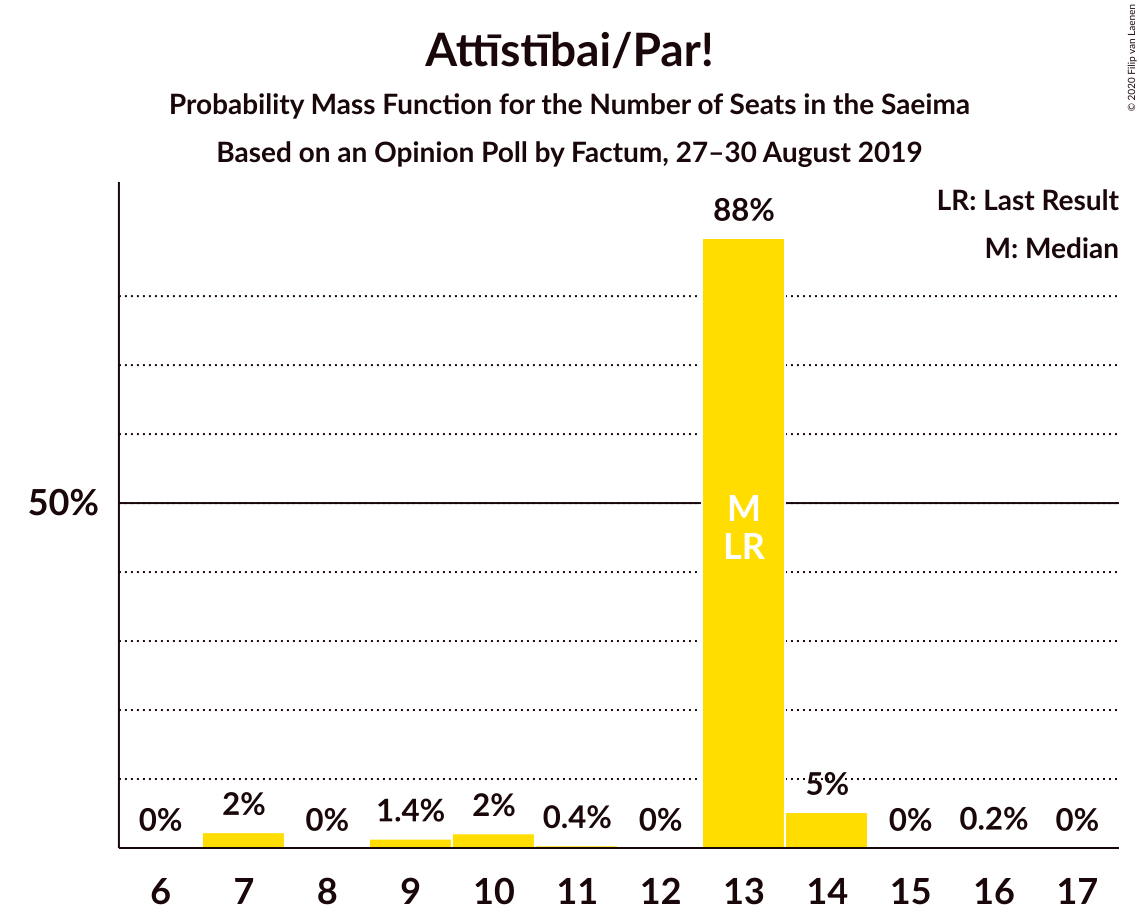 Attīstībai/Par!
Probability Mass Function for the Number of Seats in the Saeima
Based on an Opinion Poll by Factum, 27–30 August 2019
© 2020 Filip van Laenen
LR: Last Result
M: Median
88%
50%
M
LR
0% 2% 0% 1.4% 2% 0.4% 0% 5% 0% 0.2% 0%
6 7 8 9 10 11 12 13 14 15 16 17